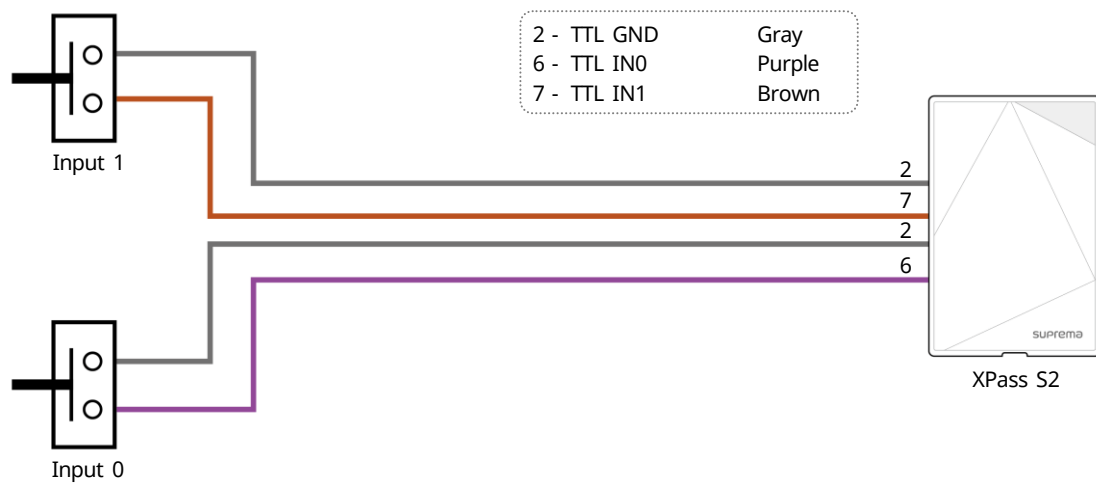 2 - TTL GND Gray
6 - TTL IN0 Purple
7 - TTL IN1 Brown
Input 1
2
7
2
6
suprema
XPass S2
Input 0